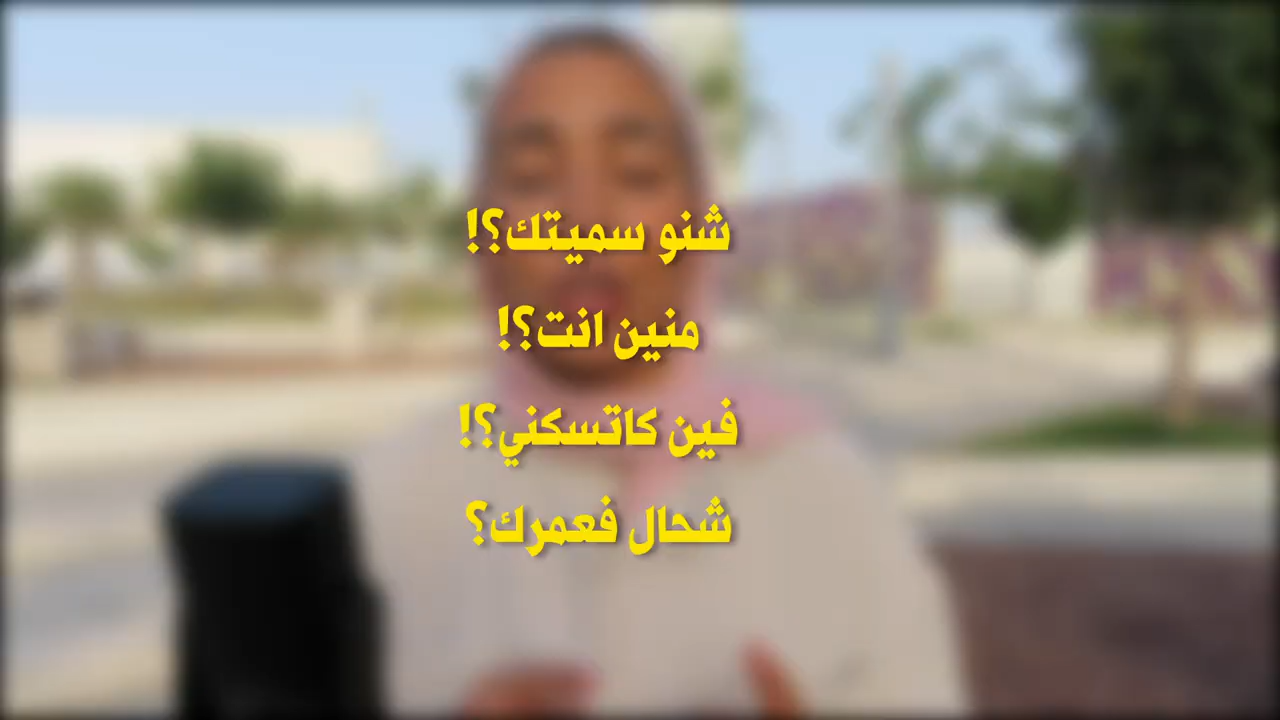 شنو سميتك؟!
منين انت؟!
فين كاتسكني؟!
شحال فعمرك؟